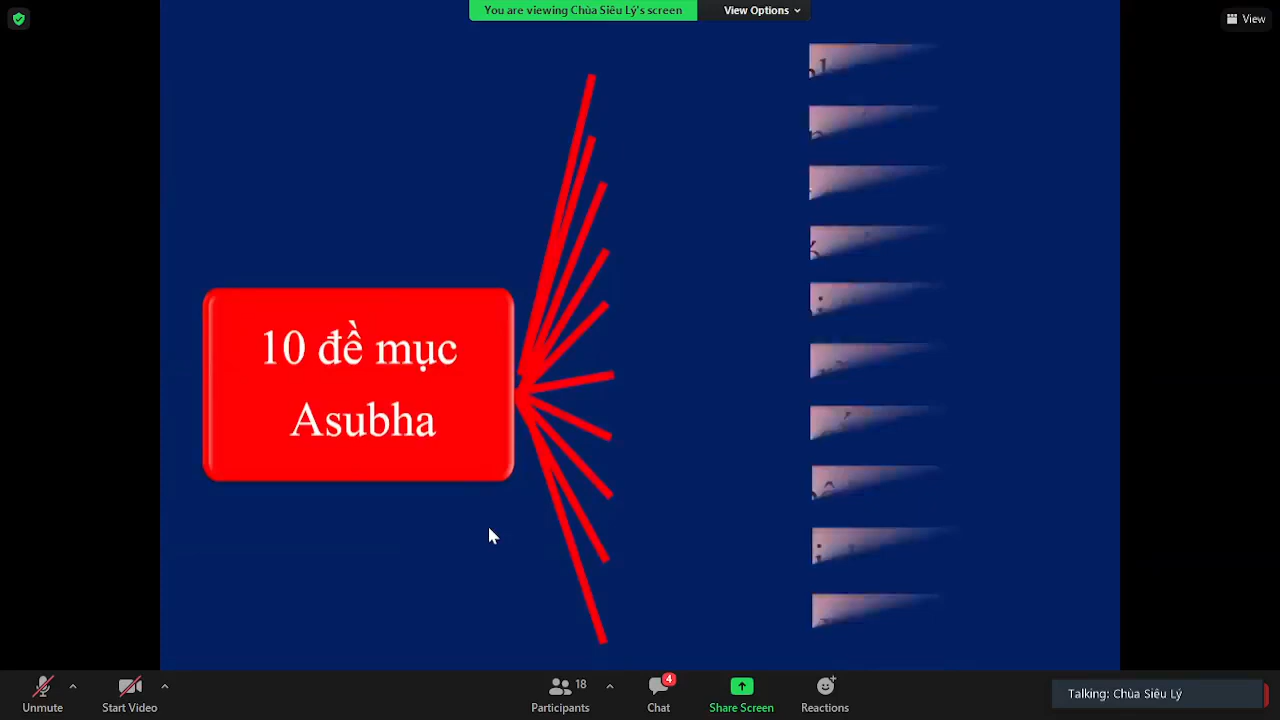 You are viewing Chùa Siêu Lý's screen
View Options
View
10 đề mục
Asubha
Unmute
Start Video
18
Participants
4
Chat
Share Screen
Reactions
Talking: Chùa Siêu Lý